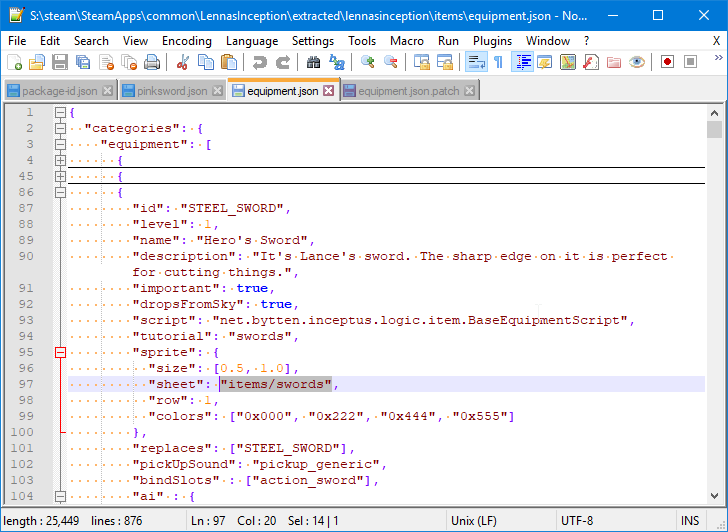 S:\steam\SteamApps\common\LennasInception\extracted\lennasinception\items\equipment.json - No...
File Edit Search View Encoding Language Settings Tools Macro Run Plugins Window ? X
package-id.json pinksword.json equipment.json equipment.json.patch
1 {
2 "categories": {
3 "equipment": [
4 {
45 {
86 {
87 "id": "STEEL_SWORD",
88 "level": 1,
89 "name": "Hero's Sword",
90 "description": "It's Lance's sword. The sharp edge on it is perfect
for cutting things.",
91 "important": true,
92 "dropsFromSky": true,
93 "script": "net.bytten.inceptus.logic.item.BaseEquipmentScript",
94 "tutorial": "swords",
95 "sprite": {
96 "size": [0.5, 1.0],
97 "sheet": "items/swords",
98 "row": 1,
99 "colors": ["0x000", "0x222", "0x444", "0x555"]
100 },
101 "replaces": ["STEEL_SWORD"],
102 "pickUpSound": "pickup_generic",
103 "bindSlots" : ["action_sword"],
104 "ai" : {
length : 25,449 lines : 876 Ln : 97 Col : 20 Sel : 14 | 1 Unix (LF) UTF-8 INS